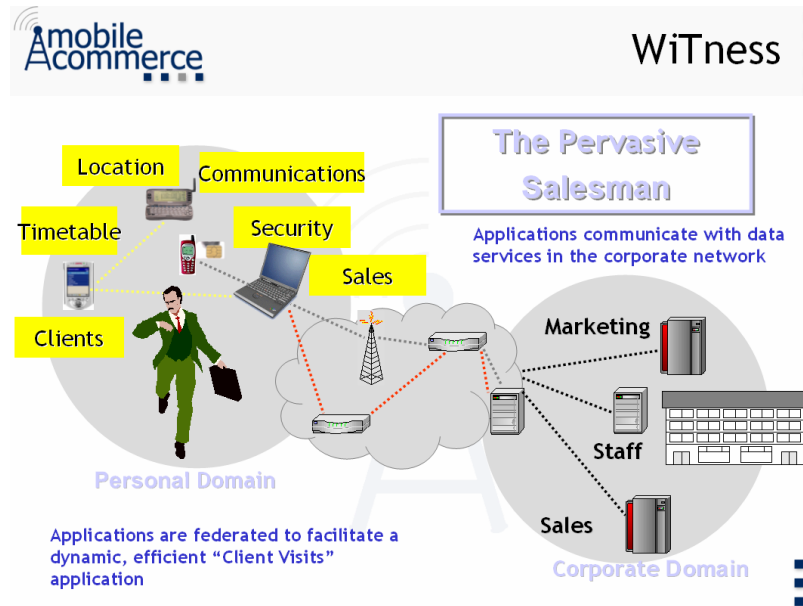 mobile
commerce
WiTness
The Pervasive
Salesman
Location
Communications
Timetable
Security
Applications communicate with data
services in the corporate network
Sales
Clients
Marketing
Staff
Personal Domain
Sales
Applications are federated to facilitate a
dynamic, efficient “Client Visits”
application
Corporate Domain